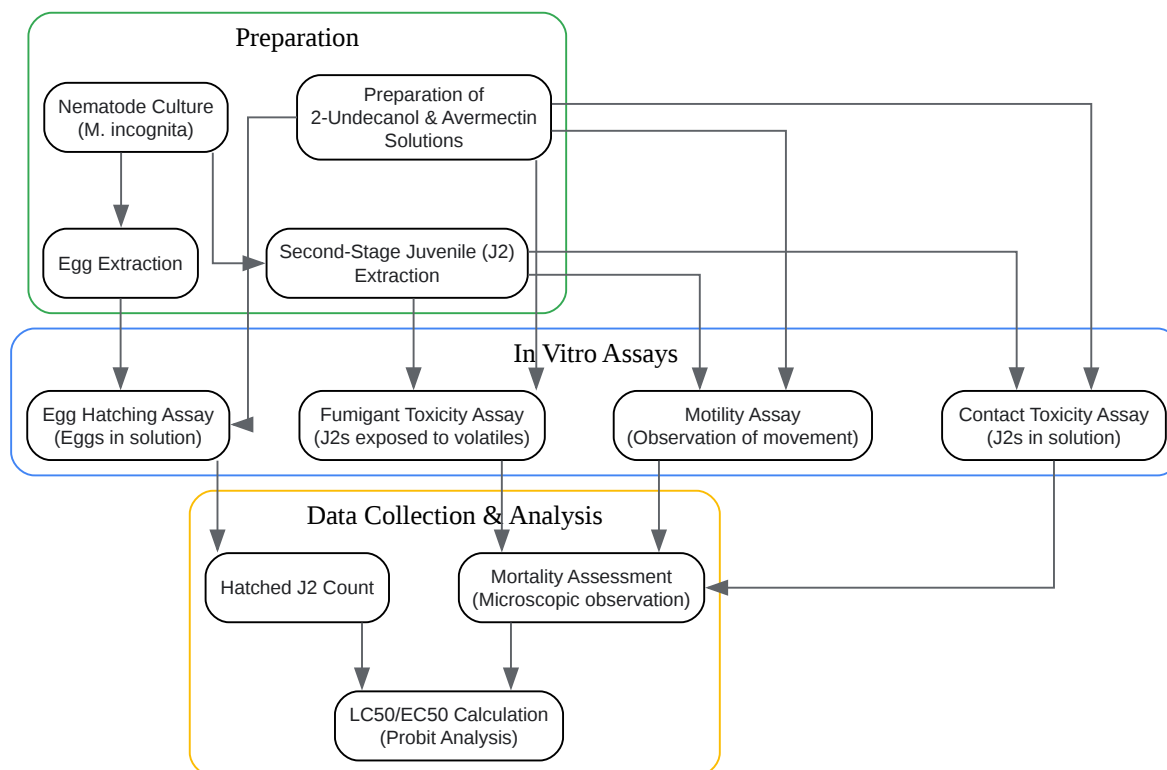 Preparation
Nematode Culture
(M. incognita)
Preparation of
2-Undecanol & Avermectin
Solutions
Egg Extraction
Second-Stage Juvenile (J2)
Extraction
In Vitro Assays
Egg Hatching Assay
(Eggs in solution)
Fumigant Toxicity Assay
(J2s exposed to volatiles)
Motility Assay
(Observation of movement)
Contact Toxicity Assay
(J2s in solution)
Data Collection & Analysis
Hatched J2 Count
Mortality Assessment
(Microscopic observation)
LC50/EC50 Calculation
(Probit Analysis)